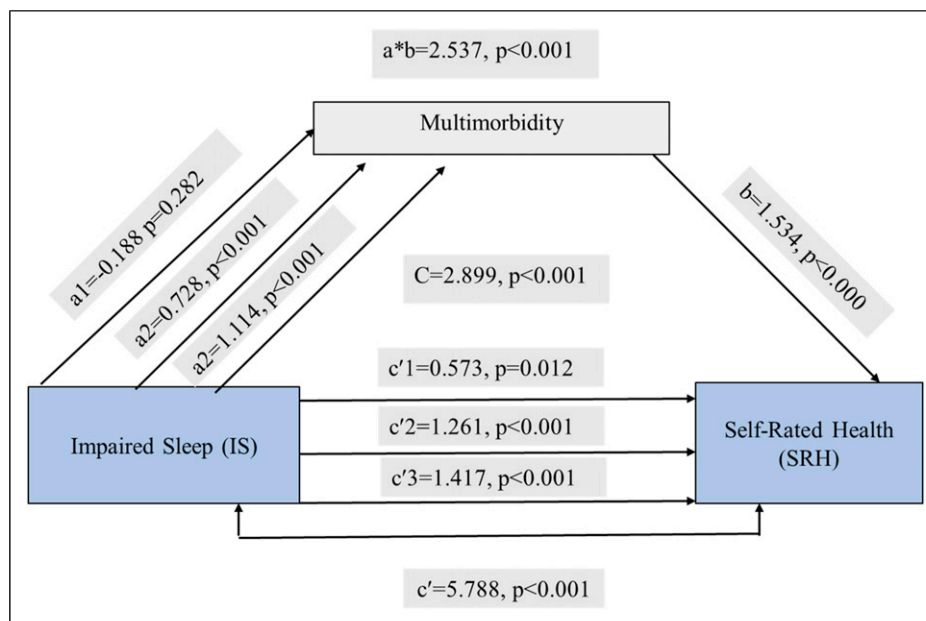 a*b=2.537, p<0.001
Multimorbidity
a1=-0.188 p=0.282
a2=0.728, p<0.001
a2=1.114, p<0.001
b=1.534, p<0.000
C=2.899, p<0.001
c′1=0.573, p=0.012
c′2=1.261, p<0.001
c′3=1.417, p<0.001
Impaired Sleep (IS)
Self-Rated Health
(SRH)
c′=5.788, p<0.001